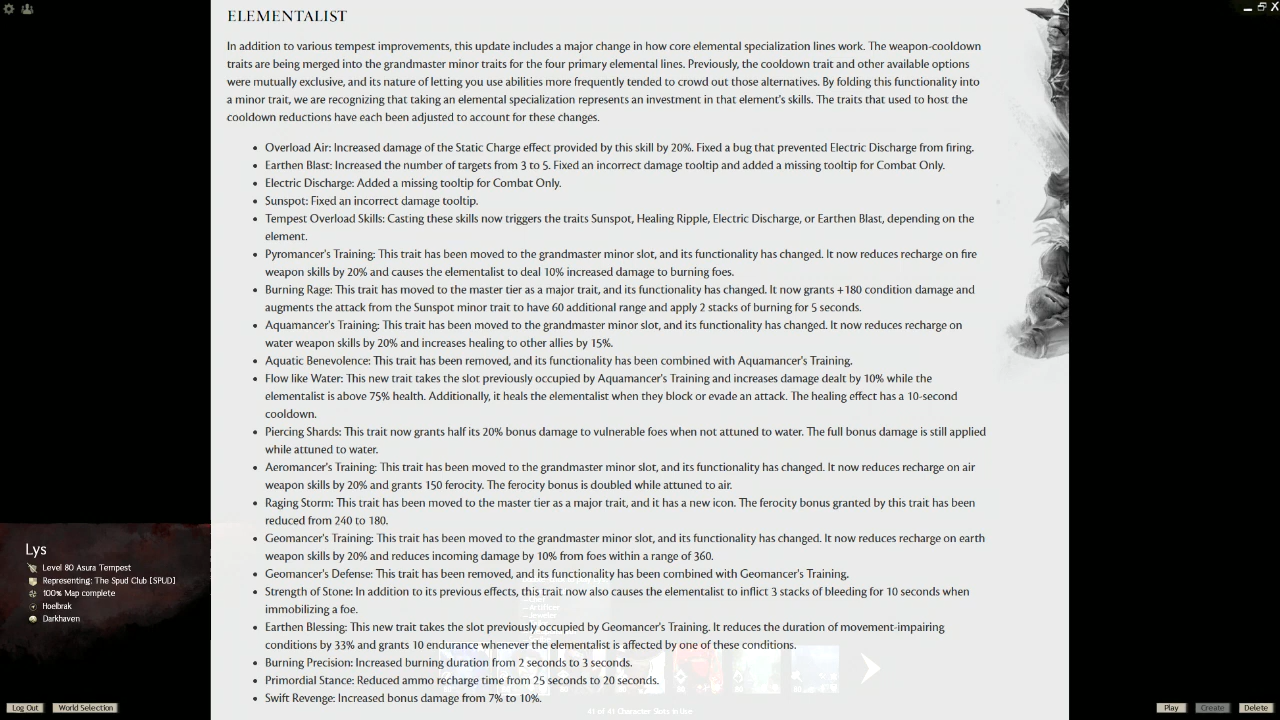 ELEMENTALIST
In addition to various tempest improvements, this update includes a major change in how core elemental specialization lines work. The weapon-cooldown
traits are being merged into the grandmaster minor traits for the four primary elemental lines. Previously, the cooldown trait and other available options
were mutually exclusive, and its nature of letting you use abilities more frequently tended to crowd out those alternatives. By folding this functionality into
a minor trait, we are recognizing that taking an elemental specialization represents an investment in that element's skills. The traits that used to host the
cooldown reductions have each been adjusted to account for these changes.
• Overload Air: Increased damage of the Static Charge effect provided by this skill by 20%. Fixed a bug that prevented Electric Discharge from firing.
• Earthen Blast: Increased the number of targets from 3 to 5. Fixed an incorrect damage tooltip and added a missing tooltip for Combat Only.
• Electric Discharge: Added a missing tooltip for Combat Only.
• Sunspot: Fixed an incorrect damage tooltip.
• Tempest Overload Skills: Casting these skills now triggers the traits Sunspot, Healing Ripple, Electric Discharge, or Earthen Blast, depending on the
element.
• Pyromancer's Training: This trait has been moved to the grandmaster minor slot, and its functionality has changed. It now reduces recharge on fire
weapon skills by 20% and causes the elementalist to deal 10% increased damage to burning foes.
• Burning Rage: This trait has moved to the master tier as a major trait, and its functionality has changed. It now grants +180 condition damage and
augments the attack from the Sunspot minor trait to have 60 additional range and apply 2 stacks of burning for 5 seconds.
• Aquamancer's Training: This trait has been moved to the grandmaster minor slot, and its functionality has changed. It now reduces recharge on
water weapon skills by 20% and increases healing to other allies by 15%.
• Aquatic Benevolence: This trait has been removed, and its functionality has been combined with Aquamancer's Training.
• Flow like Water: This new trait takes the slot previously occupied by Aquamancer's Training and increases damage dealt by 10% while the
elementalist is above 75% health. Additionally, it heals the elementalist when they block or evade an attack. The healing effect has a 10-second
cooldown.
• Piercing Shards: This trait now grants half its 20% bonus damage to vulnerable foes when not attuned to water. The full bonus damage is still applied
while attuned to water.
• Aeromancer's Training: This trait has been moved to the grandmaster minor slot, and its functionality has changed. It now reduces recharge on air
weapon skills by 20% and grants 150 ferocity. The ferocity bonus is doubled while attuned to air.
• Raging Storm: This trait has been moved to the master tier as a major trait, and it has a new icon. The ferocity bonus granted by this trait has been
reduced from 240 to 180.
• Geomancer's Training: This trait has been moved to the grandmaster minor slot, and its functionality has changed. It now reduces recharge on earth
weapon skills by 20% and reduces incoming damage by 10% from foes within a range of 360.
• Geomancer's Defense: This trait has been removed, and its functionality has been combined with Geomancer's Training.
• Strength of Stone: In addition to its previous effects, this trait now also causes the elementalist to inflict 3 stacks of bleeding for 10 seconds when
immobilizing a foe.
• Earthen Blessing: This new trait takes the slot previously occupied by Geomancer's Training. It reduces the duration of movement-impairing
conditions by 33% and grants 10 endurance whenever the elementalist is affected by one of these conditions.
• Burning Precision: Increased burning duration from 2 seconds to 3 seconds.
• Primordial Stance: Reduced ammo recharge time from 25 seconds to 20 seconds.
• Swift Revenge: Increased bonus damage from 7% to 10%.
Lys
Level 80 Asura Tempest
Representing: The Spud Club [SPUD]
100% Map complete
Hoelbrak
Darkhaven
41 of 41 Character Slots in Use
Log Out
World Selection
Play
Create
Delete